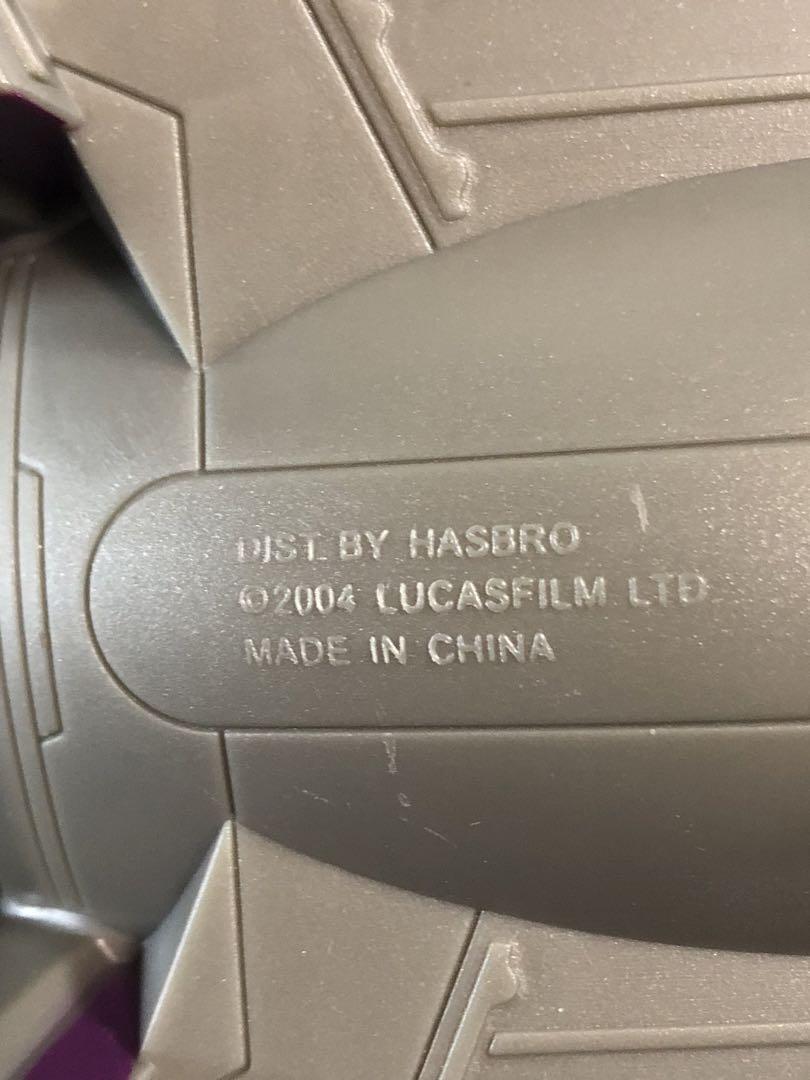 DIST. BY HASBRO
©2004 LUCASFILM LTD.
MADE IN CHINA